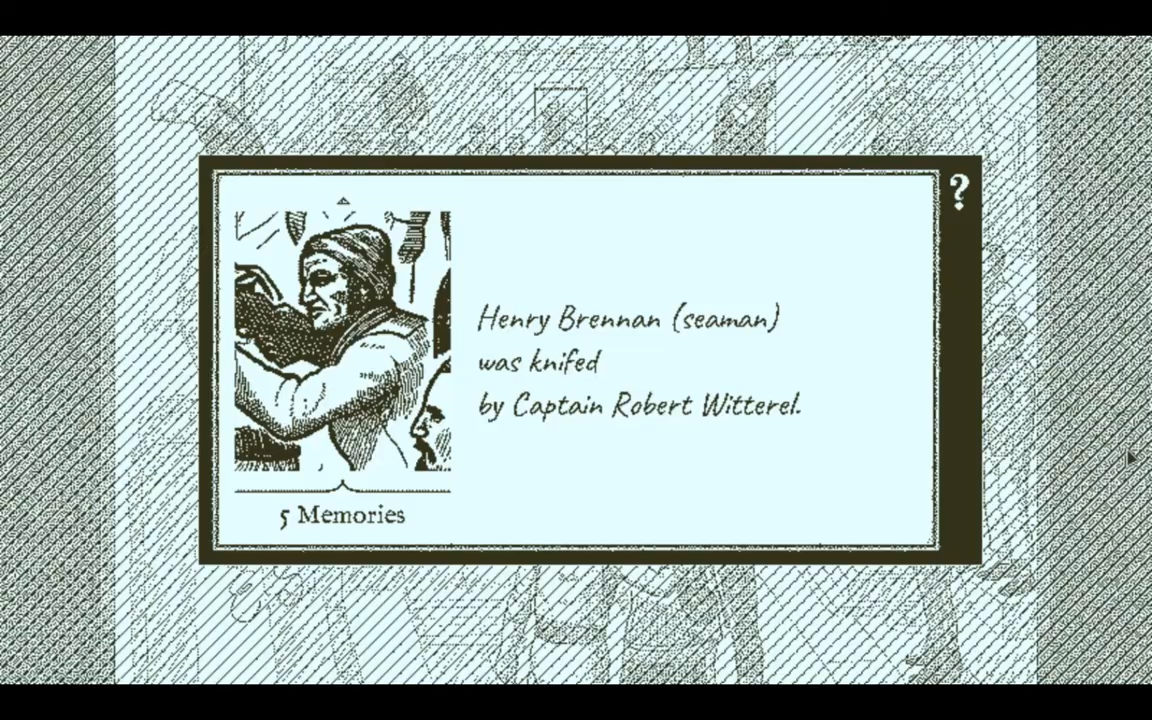 ?
Henry Brennan (seaman)
was knifed
by Captain Robert Witterel.
5 Memories